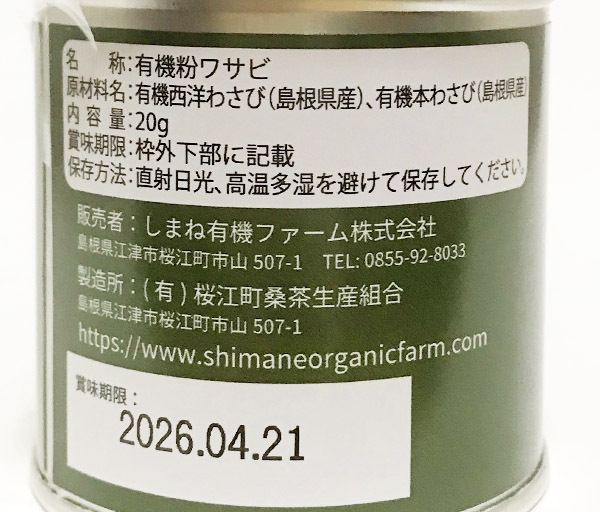 名 称:有機粉ワサビ
原材料名:有機西洋わさび(島根県産)、有機本わさび(島根県産)
内 容 量:20g
賞味期限:枠外下部に記載
保存方法:直射日光、高温多湿を避けて保存してください。
販売者:しまね有機ファーム株式会社
島根県江津市桜江町市山 507-1 TEL: 0855-92-8033
製造所:(有)桜江町桑茶生産組合
島根県江津市桜江町市山 507-1
https://www.shimaneorganicfarm.com
賞味期限:
2026.04.21